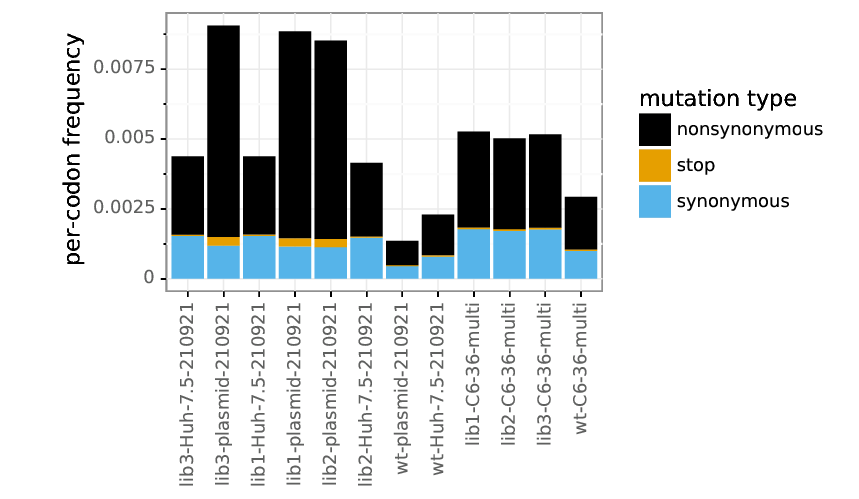 per-codon frequency
0.0075
0.005
0.0025
0
lib3-Huh-7.5-210921
lib3-plasmid-210921
lib1-Huh-7.5-210921
lib1-plasmid-210921
lib2-plasmid-210921
lib2-Huh-7.5-210921
wt-plasmid-210921
wt-Huh-7.5-210921
lib1-C6-36-multi
lib2-C6-36-multi
lib3-C6-36-multi
wt-C6-36-multi
mutation type
nonsynonymous
stop
synonymous